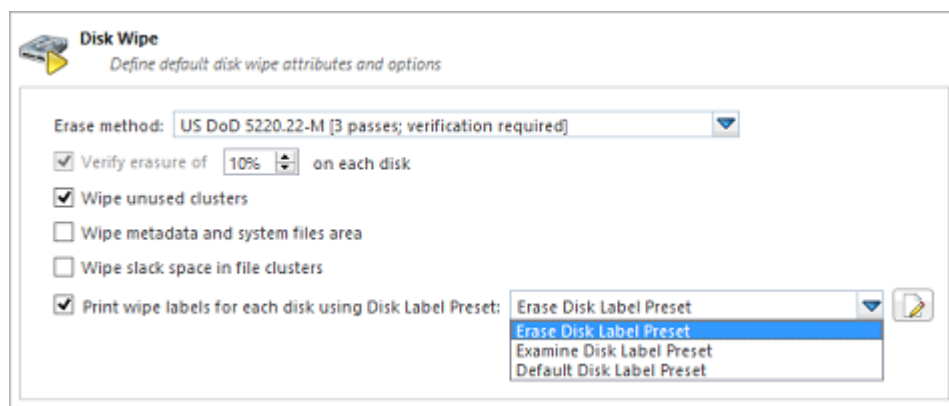 Disk Wipe
Define default disk wipe attributes and options
Erase method: US DoD 5220.22-M [3 passes; verification required]
Verify erasure of 10% on each disk
Wipe unused clusters
Wipe metadata and system files area
Wipe slack space in file clusters
Print wipe labels for each disk using Disk Label Preset: Erase Disk Label Preset
Erase Disk Label Preset
Examine Disk Label Preset
Default Disk Label Preset